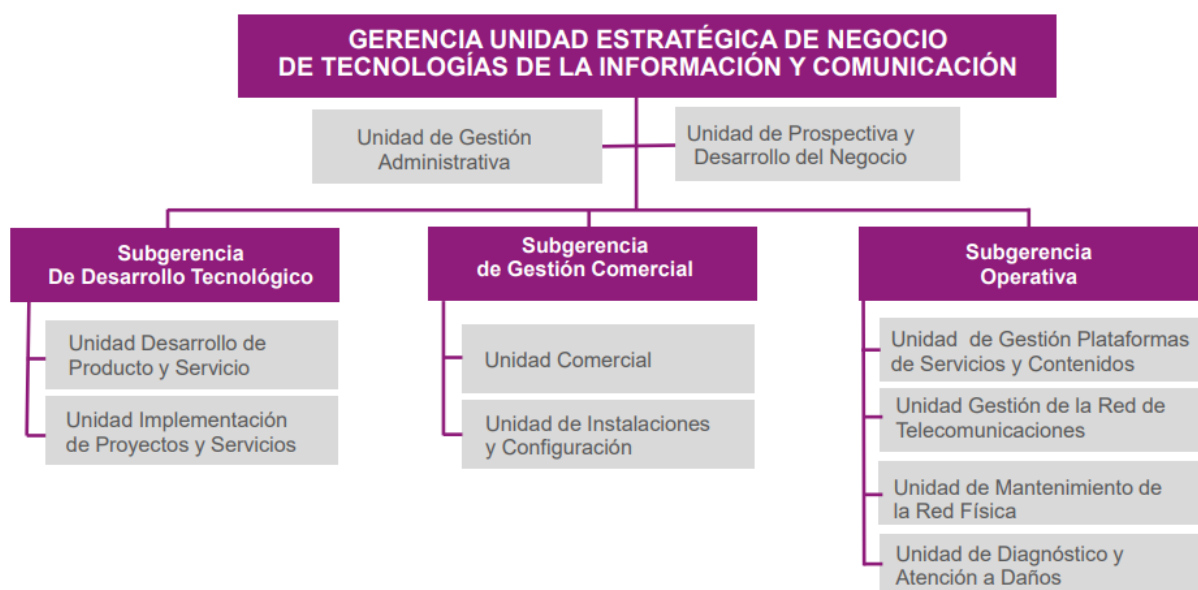 GERENCIA UNIDAD ESTRATÉGICA DE NEGOCIO
DE TECNOLOGÍAS DE LA INFORMACIÓN Y COMUNICACIÓN
Unidad de Gestión
Administrativa
Unidad de Prospectiva y
Desarrollo del Negocio
Subgerencia
De Desarrollo Tecnológico
Unidad Desarrollo de
Producto y Servicio
Unidad Implementación
de Proyectos y Servicios
Subgerencia
de Gestión Comercial
Unidad Comercial
Unidad de Instalaciones
y Configuración
Subgerencia
Operativa
Unidad de Gestión Plataformas
de Servicios y Contenidos
Unidad Gestión de la Red de
Telecomunicaciones
Unidad de Mantenimiento de
la Red Física
Unidad de Diagnóstico y
Atención a Daños